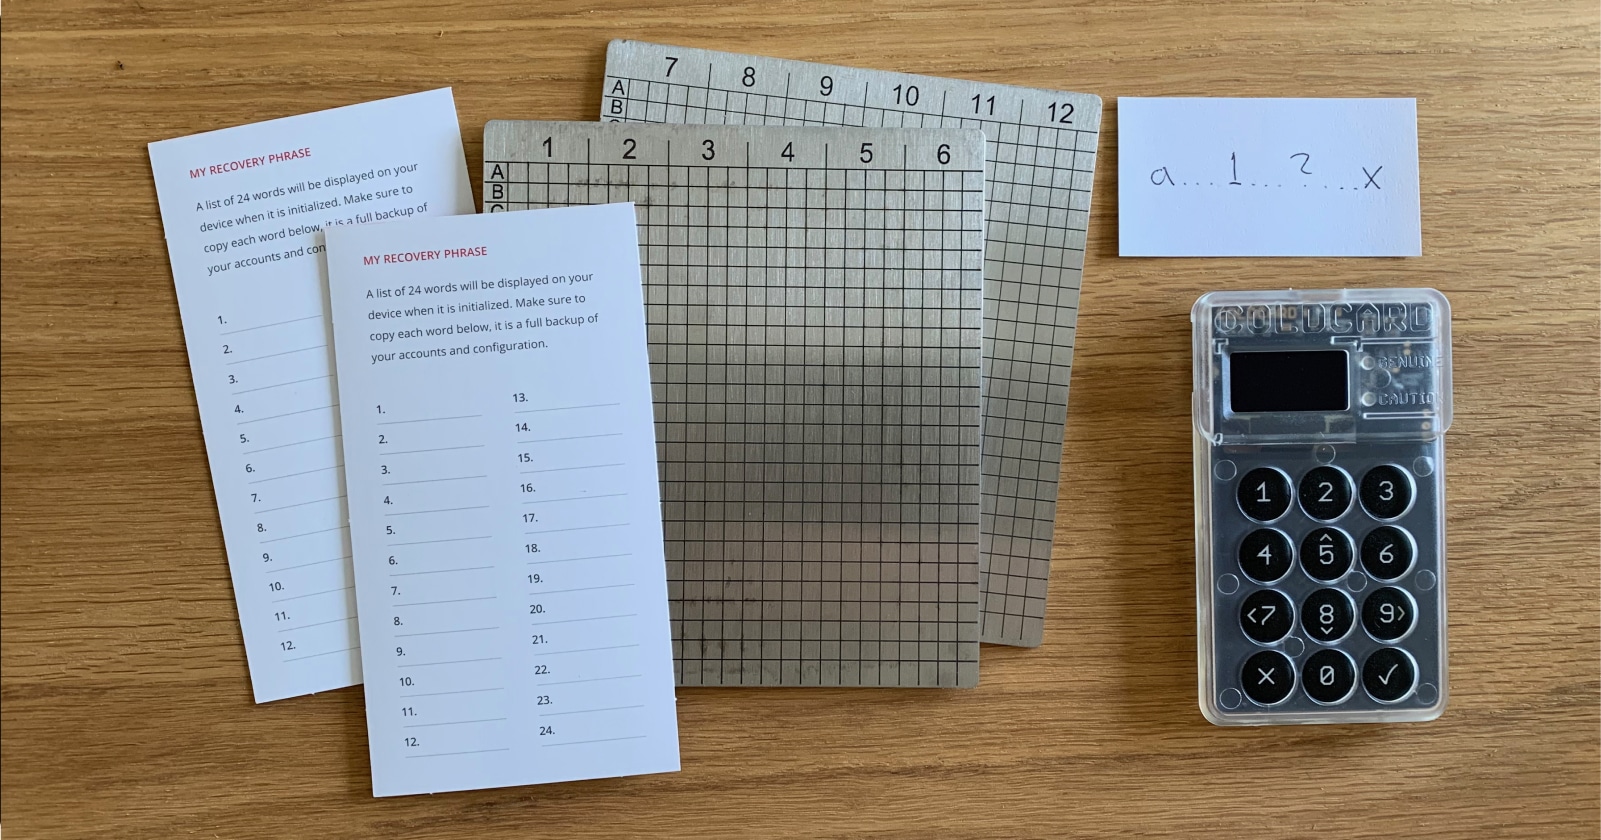 MY RECOVERY PHRASE
A list of 24 words will be displayed on your
device when it is initialized. Make sure to
copy each word below, it is a full backup of
your accounts and con
1.
2.
3.
4.
5.
6.
7.
8.
9.
10.
11.
12.
MY RECOVERY PHRASE
A list of 24 words will be displayed on your
device when it is initialized. Make sure to
copy each word below, it is a full backup of
your accounts and configuration.
1.
2.
3.
4.
5.
6.
7.
8.
9.
10.
11.
12.
13.
14.
15.
16.
17.
18.
19.
20.
21.
22.
23.
24.
7 8 9 10 11 12
A
B
1 2 3 4 5 6
A
B
C
a...1...?...x
COLDCARD
GENUINE
CAUTIO
1 2 3
4 5 6
<7 8 9>
X 0 ✓